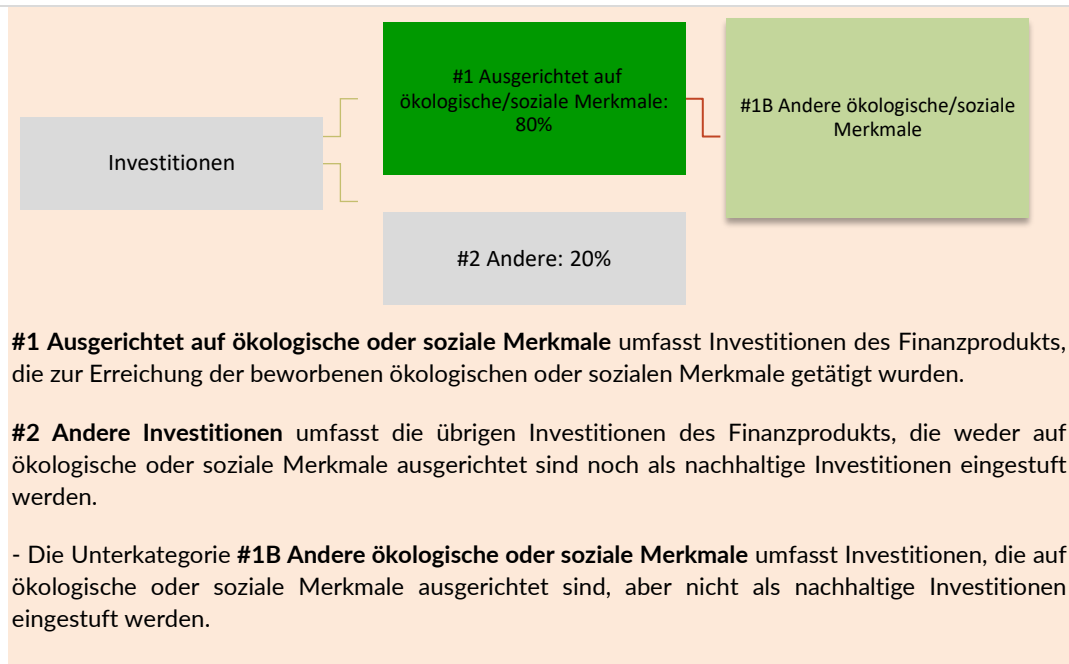 #1 Ausgerichtet auf
ökologische/soziale Merkmale:
80%
#1B Andere ökologische/soziale
Merkmale
Investitionen
#2 Andere: 20%
#1 Ausgerichtet auf ökologische oder soziale Merkmale umfasst Investitionen des Finanzprodukts,
die zur Erreichung der beworbenen ökologischen oder sozialen Merkmale getätigt wurden.
#2 Andere Investitionen umfasst die übrigen Investitionen des Finanzprodukts, die weder auf
ökologische oder soziale Merkmale ausgerichtet sind noch als nachhaltige Investitionen eingestuft
werden.
- Die Unterkategorie #1B Andere ökologische oder soziale Merkmale umfasst Investitionen, die auf
ökologische oder soziale Merkmale ausgerichtet sind, aber nicht als nachhaltige Investitionen
eingestuft werden.